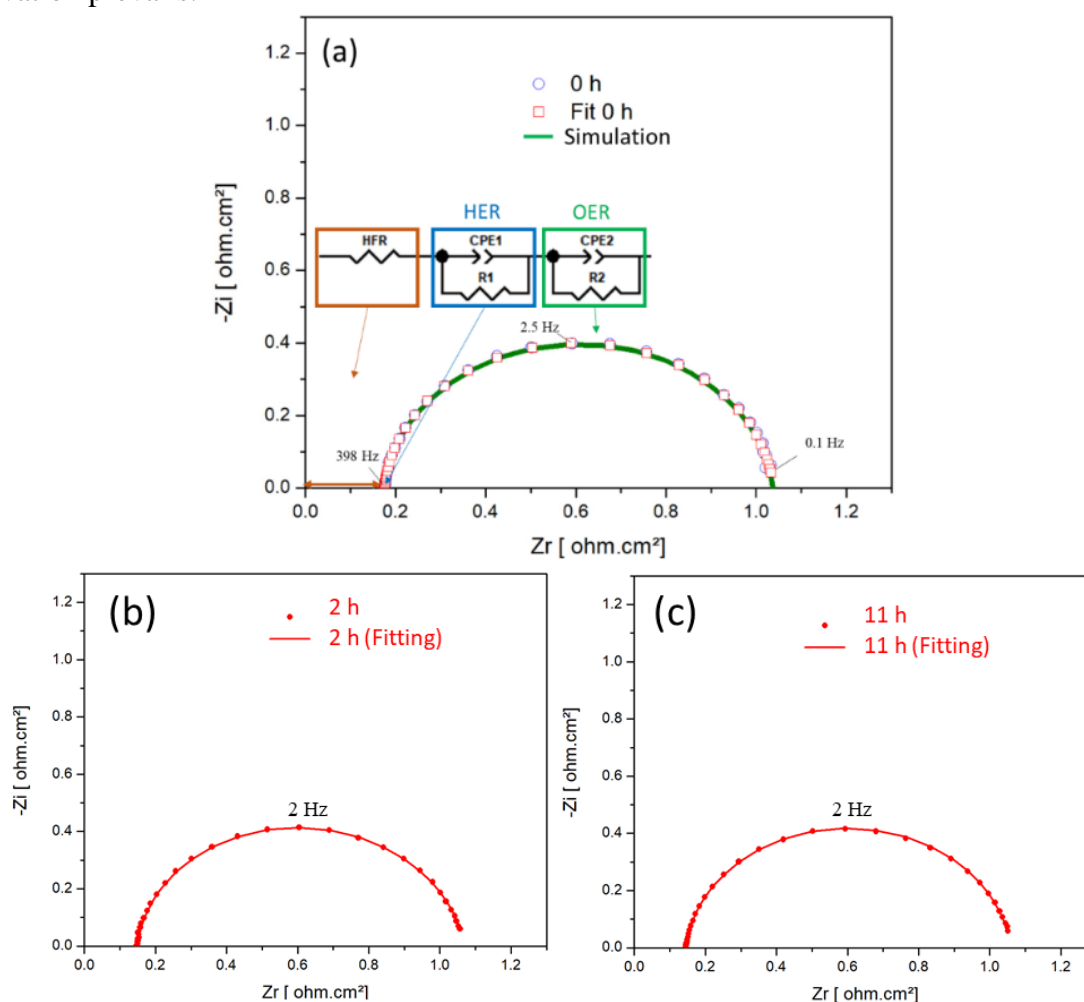 (a)
0 h
Fit 0 h
Simulation
HER
OER
HFR
CPE1
CPE2
R1
R2
2.5 Hz
398 Hz
0.1 Hz
-Zi [ ohm.cm²]
1.2
1.0
0.8
0.6
0.4
0.2
0.0
0.0 0.2 0.4 0.6 0.8 1.0 1.2
Zr [ ohm.cm²]
(b)
2 h
2 h (Fitting)
2 Hz
-Zi [ ohm.cm²]
1.2
1.0
0.8
0.6
0.4
0.2
0.0
0.0 0.2 0.4 0.6 0.8 1.0 1.2
Zr [ ohm.cm²]
(c)
11 h
11 h (Fitting)
2 Hz
-Zi [ ohm.cm²]
1.2
1.0
0.8
0.6
0.4
0.2
0.0
0.0 0.2 0.4 0.6 0.8 1.0 1.2
Zr [ ohm.cm²]